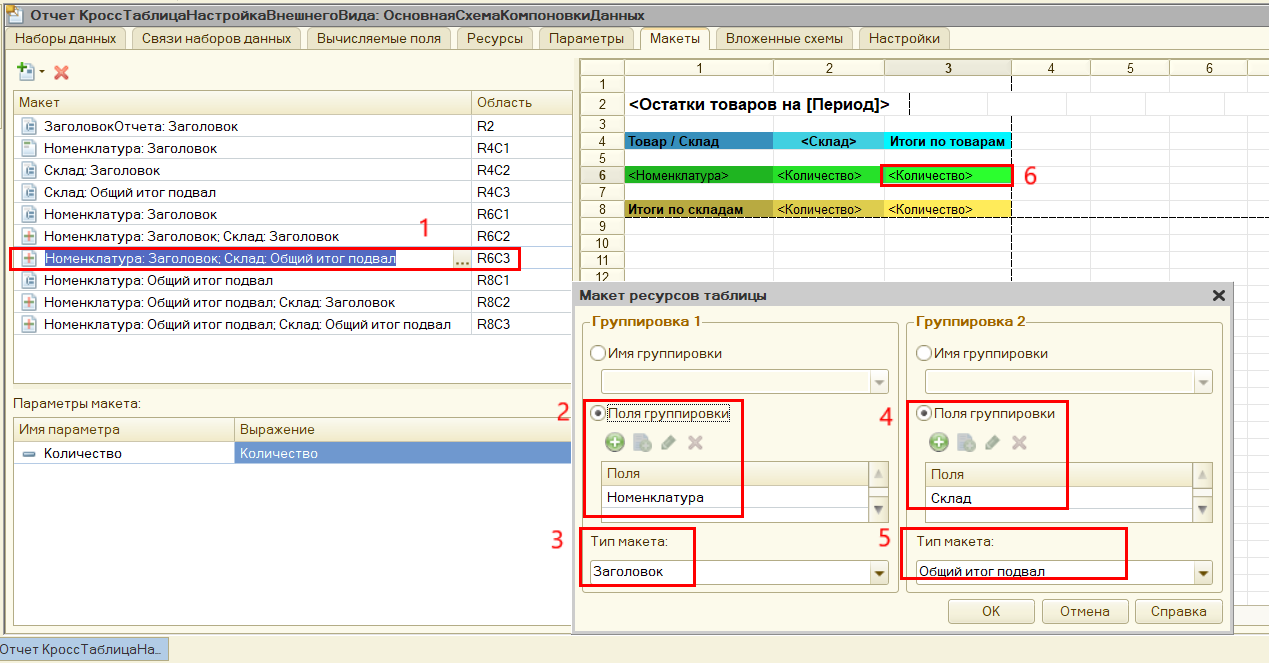 Отчет КроссТаблицаНастройкаВнешнегоВида: ОсновнаяСхемаКомпоновкиДанных
Наборы данных Связи наборов данных Вычисляемые поля Ресурсы Параметры Макеты Вложенные схемы Настройки
Макет Область
ЗаголовокОтчета: Заголовок R2
Номенклатура: Заголовок R4C1
Склад: Заголовок R4C2
Склад: Общий итог подвал R4C3
Номенклатура: Заголовок R6C1
Номенклатура: Заголовок; Склад: Заголовок R6C2
1
Номенклатура: Заголовок; Склад: Общий итог подвал ... R6C3
Номенклатура: Общий итог подвал R8C1
Номенклатура: Общий итог подвал; Склад: Заголовок R8C2
Номенклатура: Общий итог подвал; Склад: Общий итог подвал R8C3
Параметры макета:
Имя параметра Выражение
Количество Количество
1 2 3 4 5 6
1
2 <Остатки товаров на [Период]>
3
4 Товар / Склад <Склад> Итоги по товарам
5
6 <Номенклатура> <Количество> <Количество> 6
7
8 Итоги по складам <Количество> <Количество>
9
10
11
12
Макет ресурсов таблицы
Группировка 1
Имя группировки
2 Поля группировки
Поля
Номенклатура
3 Тип макета:
Заголовок
Группировка 2
Имя группировки
4 Поля группировки
Поля
Склад
5 Тип макета:
Общий итог подвал
OK Отмена Справка
Отчет КроссТаблицаНа...